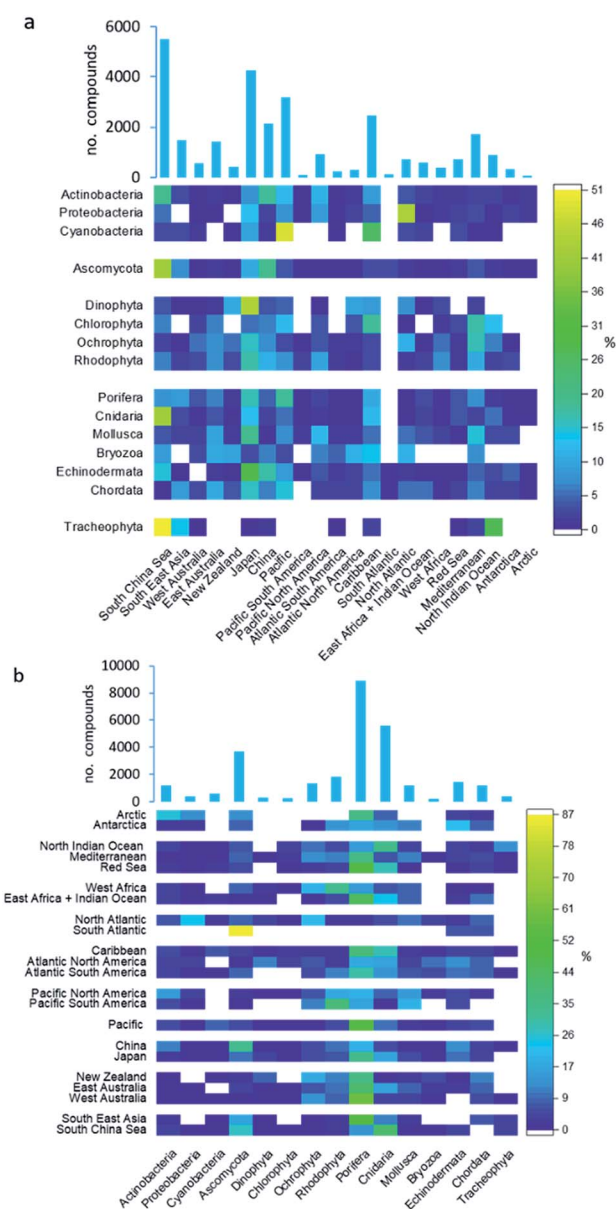 a
no. compounds
6000
4000
2000
0
Actinobacteria
Proteobacteria
Cyanobacteria
Ascomycota
Dinophyta
Chlorophyta
Ochrophyta
Rhodophyta
Porifera
Cnidaria
Mollusca
Bryozoa
Echinodermata
Chordata
Tracheophyta
51
46
41
36
31
26
20
15
10
5
0
%
South China Sea
South East Asia
West Australia
East Australia
New Zealand
Japan
China
Pacific
Pacific South America
Pacific North America
Atlantic South America
Atlantic North America
Caribbean
South Atlantic
North Atlantic
East Africa + Indian Ocean
West Africa
Red Sea
Mediterranean
North Indian Ocean
Antarctica
Arctic
b
no. compounds
10000
8000
6000
4000
2000
0
Arctic
Antarctica
North Indian Ocean
Mediterranean
Red Sea
West Africa
East Africa + Indian Ocean
North Atlantic
South Atlantic
Caribbean
Atlantic North America
Atlantic South America
Pacific North America
Pacific South America
Pacific
China
Japan
New Zealand
East Australia
West Australia
South East Asia
South China Sea
87
78
70
61
52
44
35
26
17
9
0
%
Actinobacteria
Proteobacteria
Cyanobacteria
Ascomycota
Dinophyta
Chlorophyta
Ochrophyta
Rhodophyta
Porifera
Cnidaria
Mollusca
Bryozoa
Echinodermata
Chordata
Tracheophyta